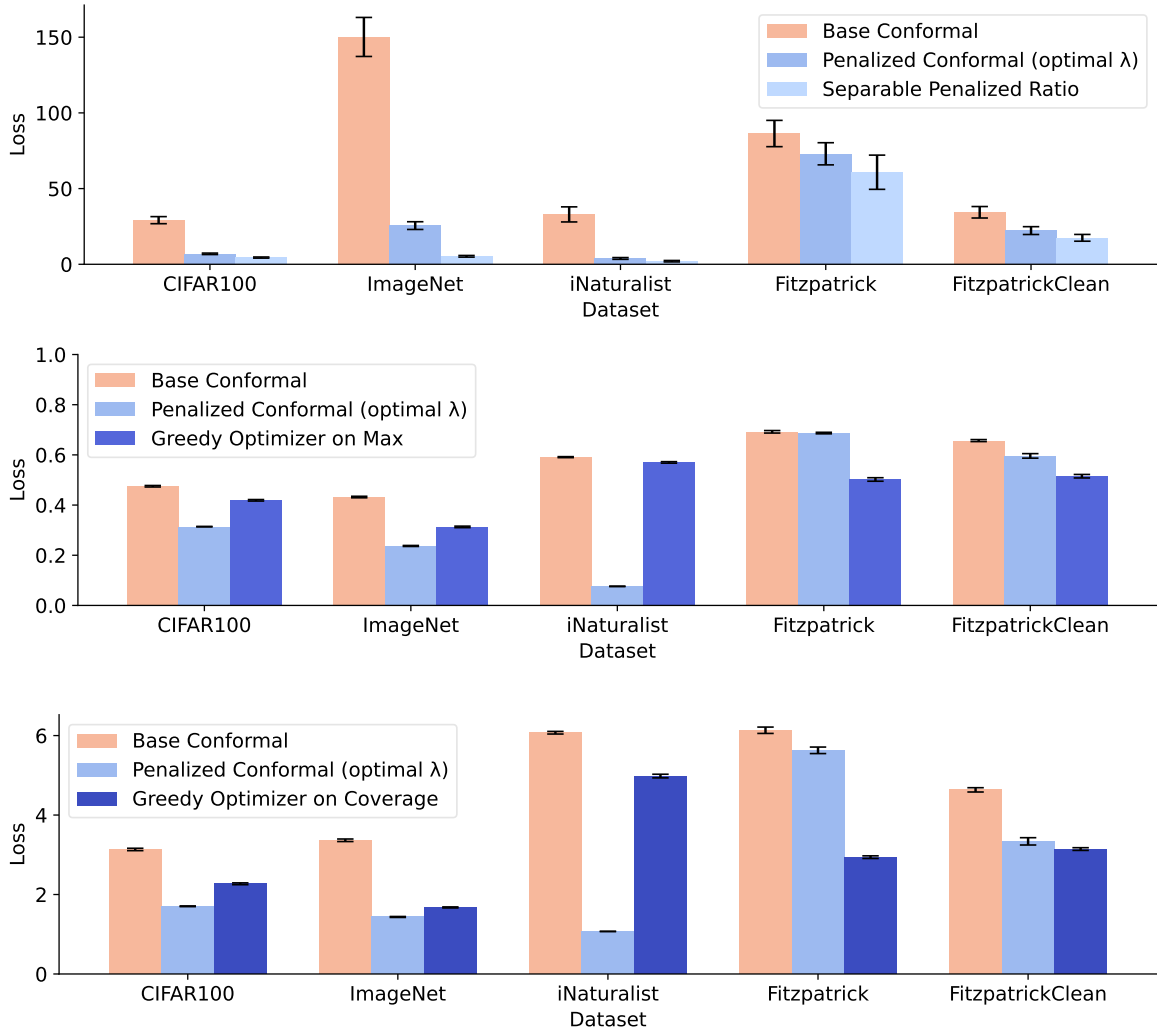 150
100
50
0
Loss
Base Conformal
Penalized Conformal (optimal λ)
Separable Penalized Ratio
CIFAR100 ImageNet iNaturalist Fitzpatrick FitzpatrickClean
Dataset
1.0
0.8
0.6
0.4
0.2
0.0
Loss
Base Conformal
Penalized Conformal (optimal λ)
Greedy Optimizer on Max
CIFAR100 ImageNet iNaturalist Fitzpatrick FitzpatrickClean
Dataset
6
4
2
0
Loss
Base Conformal
Penalized Conformal (optimal λ)
Greedy Optimizer on Coverage
CIFAR100 ImageNet iNaturalist Fitzpatrick FitzpatrickClean
Dataset